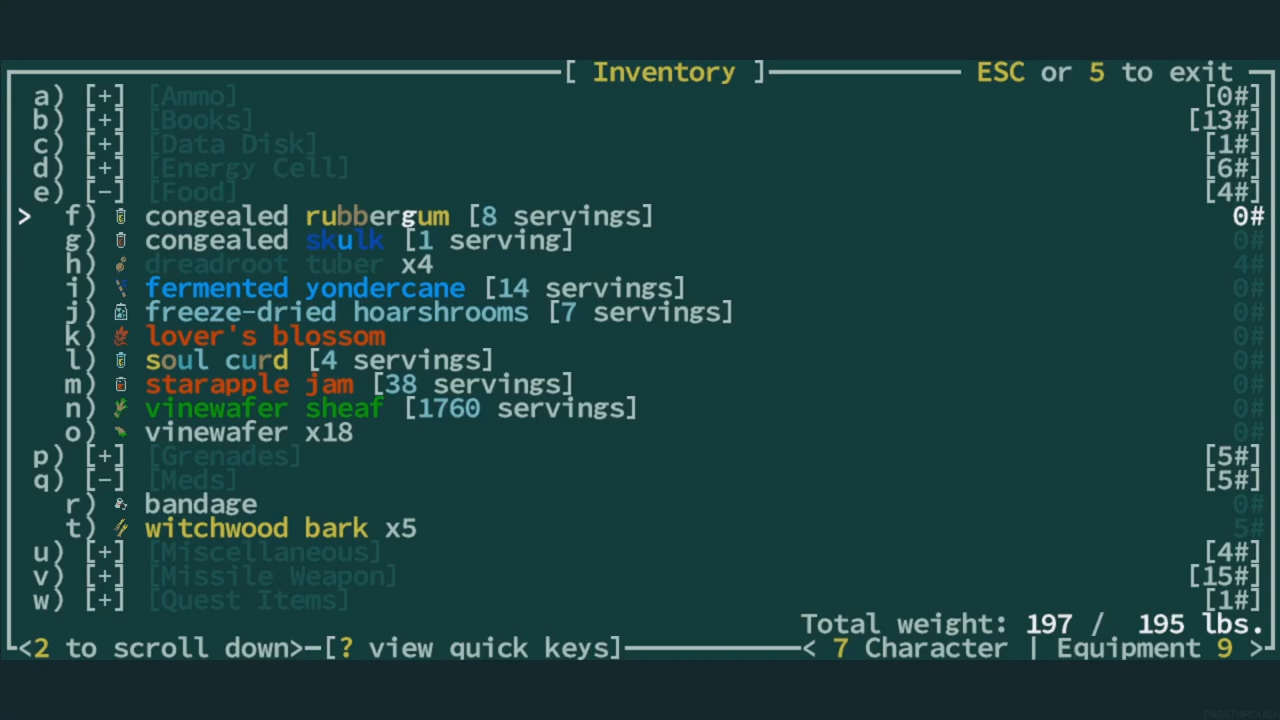 [ Inventory ] ESC or 5 to exit
a) [+] [Ammo] [0#]
b) [+] [Books] [13#]
c) [+] [Data Disk] [1#]
d) [+] [Energy Cell] [6#]
e) [-] [Food] [4#]
> f) congealed rubbergum [8 servings] 0#
g) congealed skulk [1 serving] 0#
h) dreadroot tuber x4 4#
i) fermented yondercane [14 servings] 0#
j) freeze-dried hoarshrooms [7 servings] 0#
k) lover's blossom 0#
l) soul curd [4 servings] 0#
m) starapple jam [38 servings] 0#
n) vinewafer sheaf [1760 servings] 0#
o) vinewafer x18 0#
p) [+] [Grenades] [5#]
q) [-] [Meds] [5#]
r) bandage 0#
t) witchwood bark x5 5#
u) [+] [Miscellaneous] [4#]
v) [+] [Missile Weapon] [15#]
w) [+] [Quest Items] [1#]
Total weight: 197 / 195 lbs.
<2 to scroll down> [? view quick keys] < 7 Character | Equipment 9 >